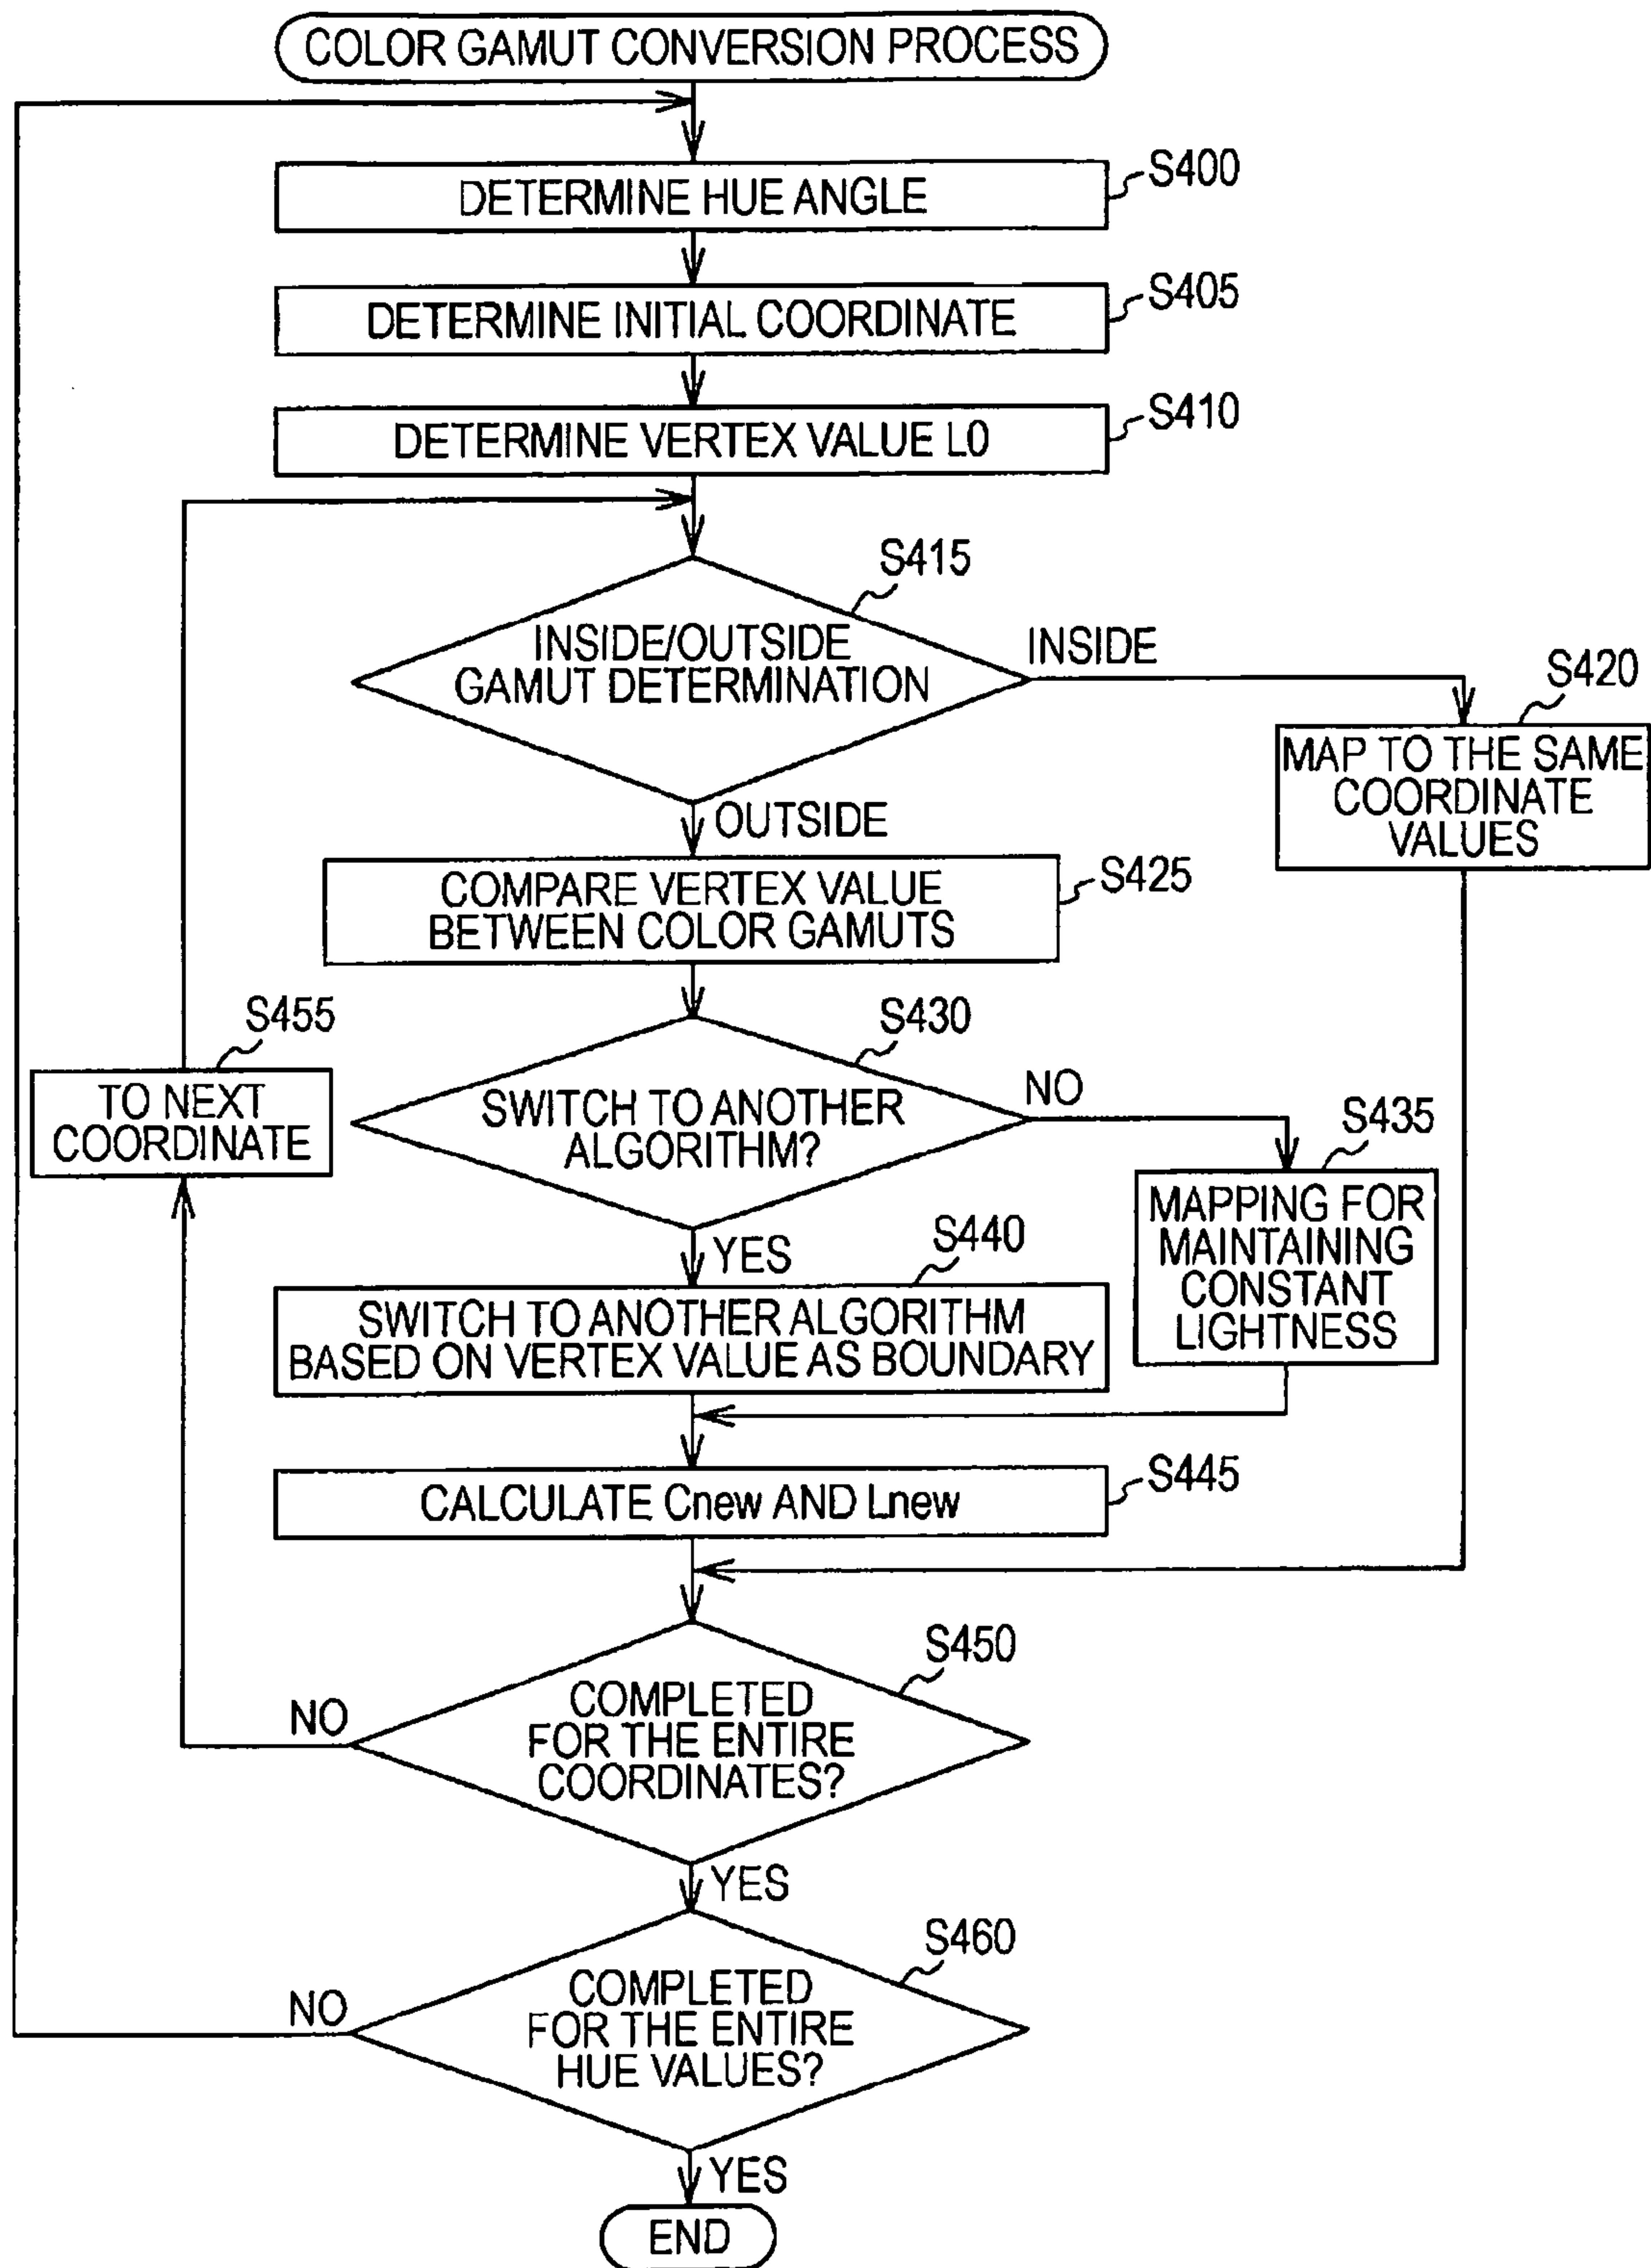 COLOR GAMUT CONVERSION PROCESS
S400
DETERMINE HUE ANGLE
S405
DETERMINE INITIAL COORDINATE
S410
DETERMINE VERTEX VALUE L0
S415
INSIDE/OUTSIDE
GAMUT DETERMINATION
INSIDE
S420
MAP TO THE SAME
COORDINATE
VALUES
OUTSIDE
S425
COMPARE VERTEX VALUE
BETWEEN COLOR GAMUTS
S455
TO NEXT
COORDINATE
S430
SWITCH TO ANOTHER
ALGORITHM?
NO
S435
MAPPING FOR
MAINTAINING
CONSTANT
LIGHTNESS
YES
S440
SWITCH TO ANOTHER ALGORITHM
BASED ON VERTEX VALUE AS BOUNDARY
S445
CALCULATE Cnew AND Lnew
S450
COMPLETED
FOR THE ENTIRE
COORDINATES?
NO
YES
S460
COMPLETED
FOR THE ENTIRE
HUE VALUES?
NO
YES
END